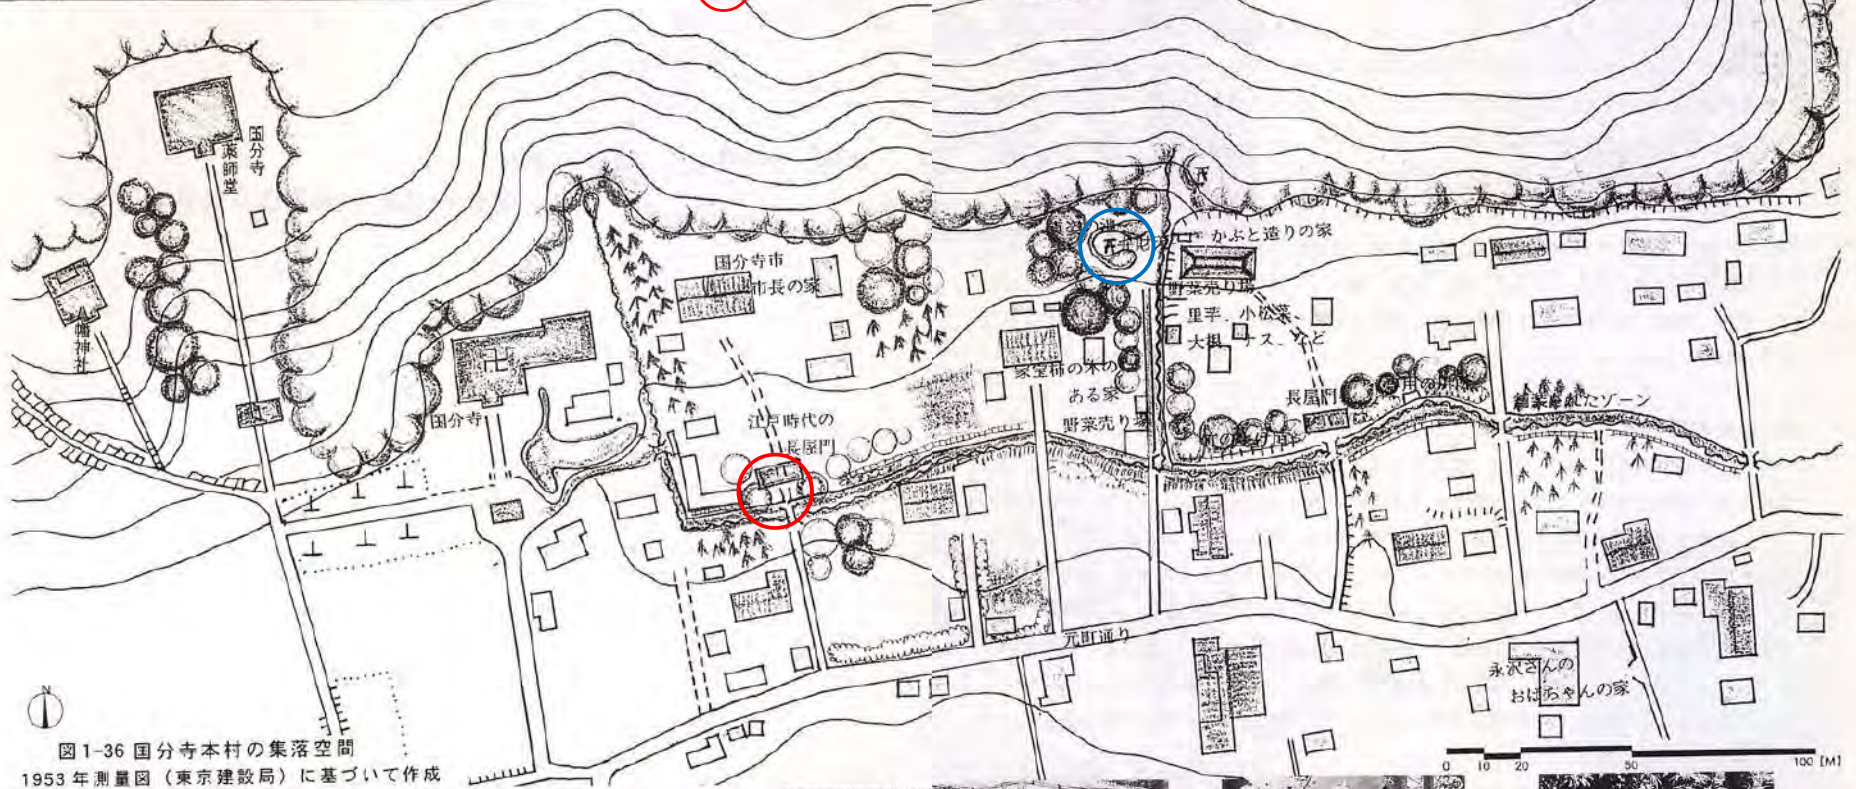 国分寺
薬師堂
八幡神社
国分寺
国分寺市
市長の家
江戸時代の
長屋門
かぶと造りの家
野菜売り場
里芋、小松菜、
大根、ナス、など
ある家
野菜売り場
長屋門
元町通り
永沢さんの
おばちゃんの家
N
図1-36 国分寺本村の集落空間
1953年測量図（東京建設局）に基づいて作成
0 10 20 50 100 [M]